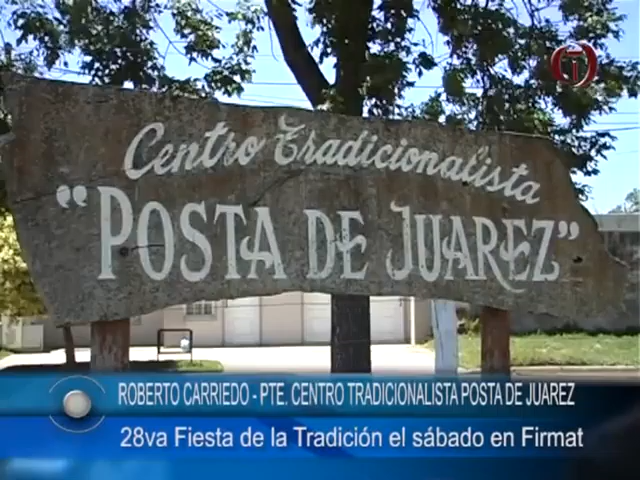 Centro Tradicionalista
"POSTA DE JUAREZ"
ROBERTO CARRIEDO - PTE. CENTRO TRADICIONALISTA POSTA DE JUAREZ
28va Fiesta de la Tradición el sábado en Firmat